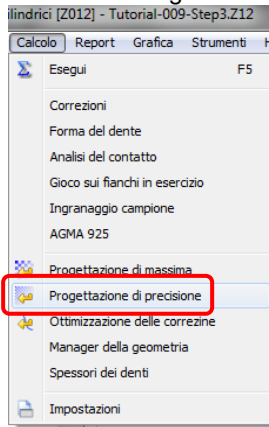 ilindrici [Z012] - Tutorial-009-Step3.Z12
Calcolo Report Grafica Strumenti
Esegui F5
Correzioni
Forma del dente
Analisi del contatto
Gioco sui fianchi in esercizio
Ingranaggio campione
AGMA 925
Progettazione di massima
Progettazione di precisione
Ottimizzazione delle correzine
Manager della geometria
Spessori dei denti
Impostazioni